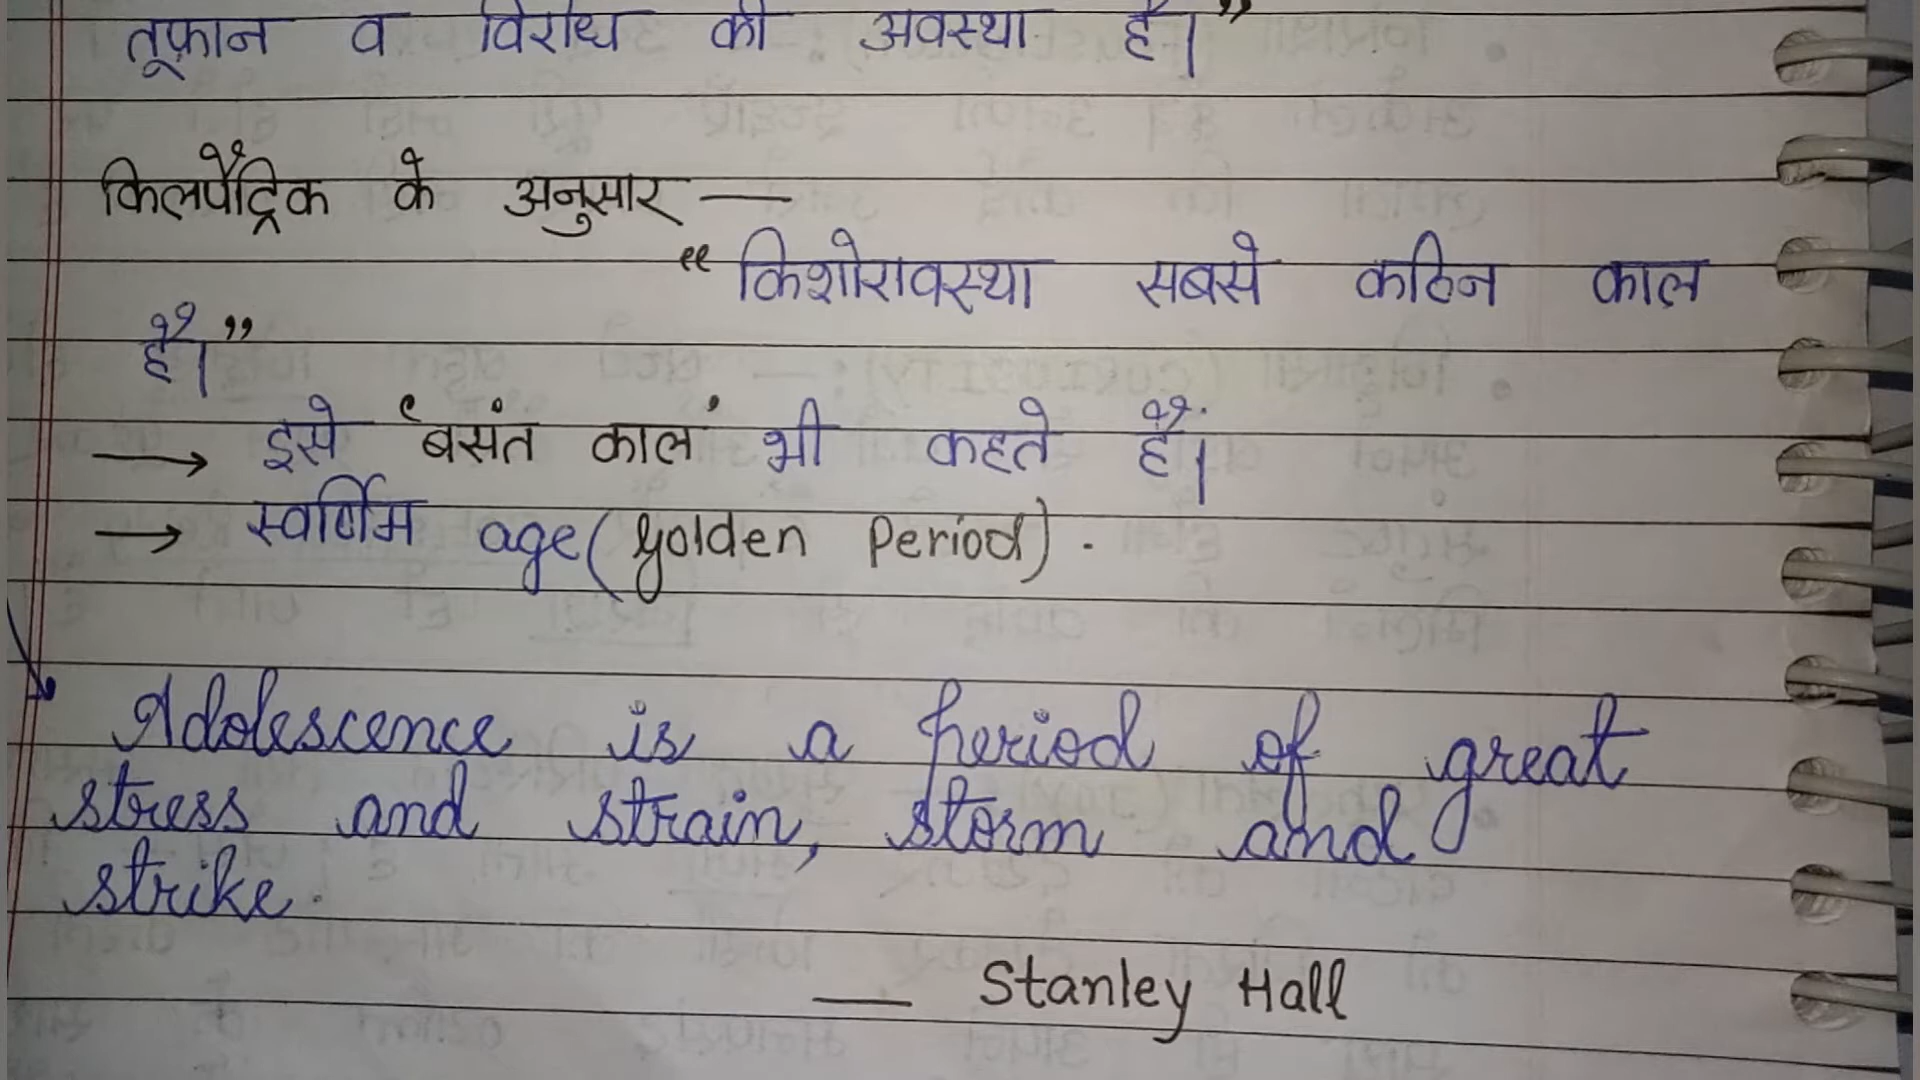 तूफ़ान व विरोध की अवस्था है।”
किलपैट्रिक के अनुसार —
“किशोरावस्था सबसे कठिन काल
है।”
→ इसे ‘बसंत काल’ भी कहते हैं।
→ स्वर्णिम age (Golden Period).
Adolescence is a period of great
stress and strain, storm and
strike.
— Stanley Hall